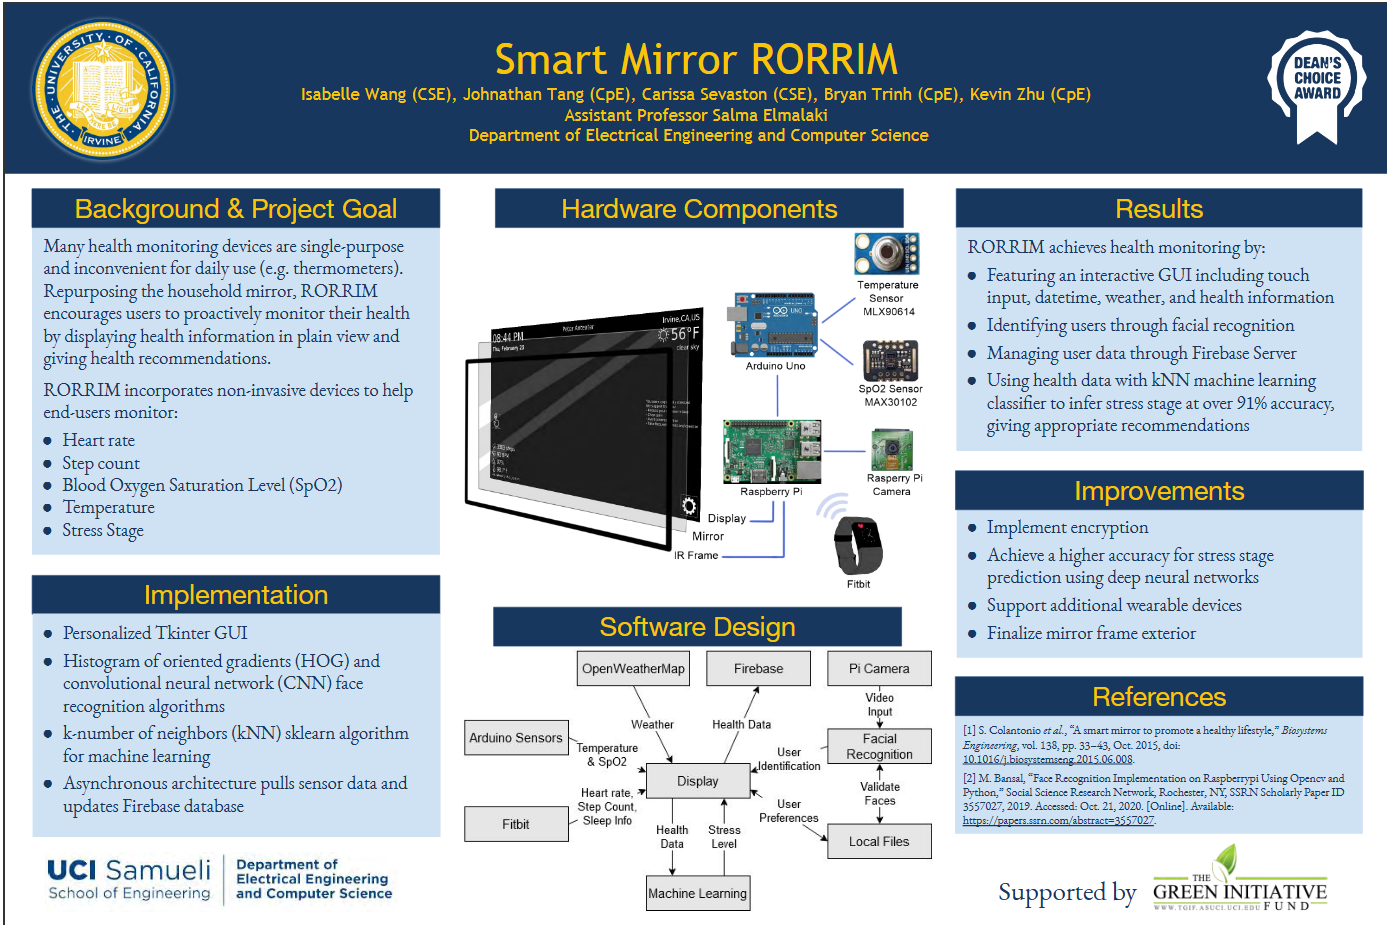 THE · UNIVERSITY · OF · CALIFORNIA · IRVINE
Smart Mirror RORRIM
Isabelle Wang (CSE), Johnathan Tang (CpE), Carissa Sevaston (CSE), Bryan Trinh (CpE), Kevin Zhu (CpE)
Assistant Professor Salma Elmalaki
Department of Electrical Engineering and Computer Science
DEAN'S
CHOICE
AWARD
Background & Project Goal
Many health monitoring devices are single-purpose
and inconvenient for daily use (e.g. thermometers).
Repurposing the household mirror, RORRIM
encourages users to proactively monitor their health
by displaying health information in plain view and
giving health recommendations.
RORRIM incorporates non-invasive devices to help
end-users monitor:
● Heart rate
● Step count
● Blood Oxygen Saturation Level (SpO2)
● Temperature
● Stress Stage
Implementation
● Personalized Tkinter GUI
● Histogram of oriented gradients (HOG) and
convolutional neural network (CNN) face
recognition algorithms
● k-number of neighbors (kNN) sklearn algorithm
for machine learning
● Asynchronous architecture pulls sensor data and
updates Firebase database
UCI Samueli
School of Engineering
Department of
Electrical Engineering
and Computer Science
Hardware Components
08:44 PM
Thu, February 20
Peter Anteater
Irvine,CA,US
56°F
clear sky
Temperature
Sensor
MLX90614
UNO
Arduino Uno
SpO2 Sensor
MAX30102
Raspberry Pi
Rasperry Pi
Camera
Display
Mirror
IR Frame
Fitbit
Software Design
OpenWeatherMap
Firebase
Pi Camera
Weather
Health Data
Video
Input
Arduino Sensors
Temperature
& SpO2
User
Identification
Facial
Recognition
Display
Heart rate,
Step Count,
Sleep Info
Fitbit
User
Preferences
Validate
Faces
Local Files
Health
Data
Stress
Level
Machine Learning
Results
RORRIM achieves health monitoring by:
● Featuring an interactive GUI including touch
input, datetime, weather, and health information
● Identifying users through facial recognition
● Managing user data through Firebase Server
● Using health data with kNN machine learning
classifier to infer stress stage at over 91% accuracy,
giving appropriate recommendations
Improvements
● Implement encryption
● Achieve a higher accuracy for stress stage
prediction using deep neural networks
● Support additional wearable devices
● Finalize mirror frame exterior
References
[1] S. Colantonio et al., “A smart mirror to promote a healthy lifestyle,” Biosystems
Engineering, vol. 138, pp. 33–43, Oct. 2015, doi:
10.1016/j.biosystemseng.2015.06.008.
[2] M. Bansal, “Face Recognition Implementation on Raspberrypi Using Opencv and
Python,” Social Science Research Network, Rochester, NY, SSRN Scholarly Paper ID
3557027, 2019. Accessed: Oct. 21, 2020. [Online]. Available:
https://papers.ssrn.com/abstract=3557027.
Supported by
THE
GREEN INITIATIVE
WWW.TGIF.ASUCI.UCI.EDU FUND